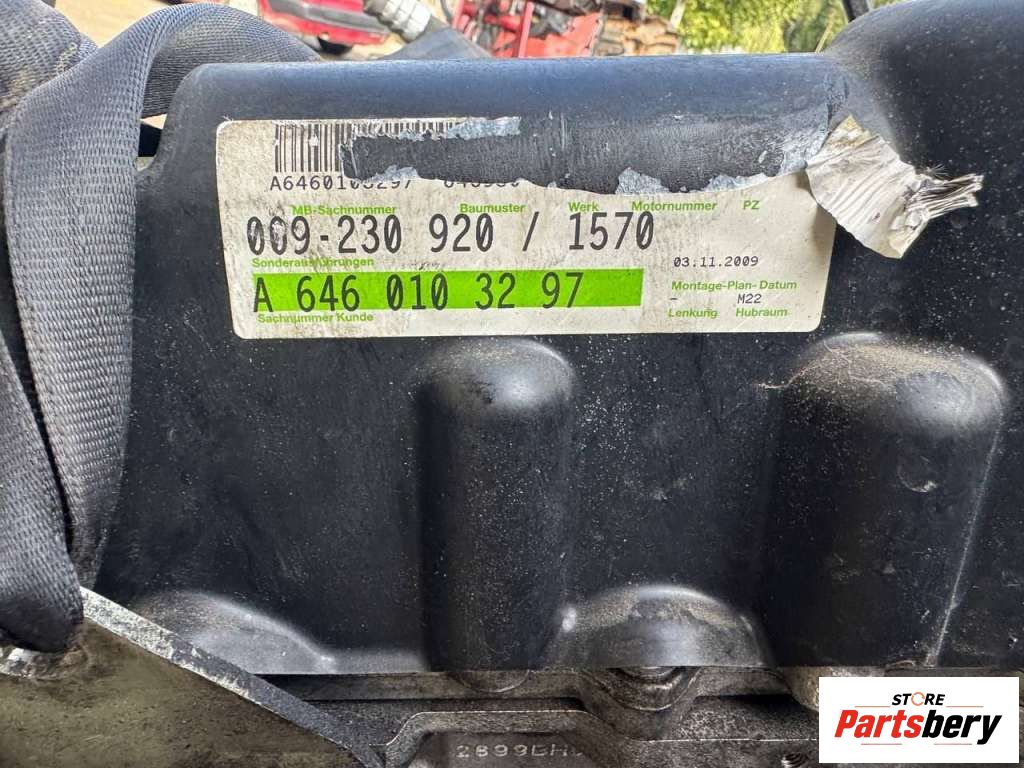 A6460103297
MB-Sachnummer Baumuster Werk Motornummer PZ
009-230 920 / 1570
Sonderausführungen
03.11.2009
A 646 010 32 97
Montage-Plan-Datum
- M22
Sachnummer Kunde
Lenkung Hubraum
STORE
Partsbery